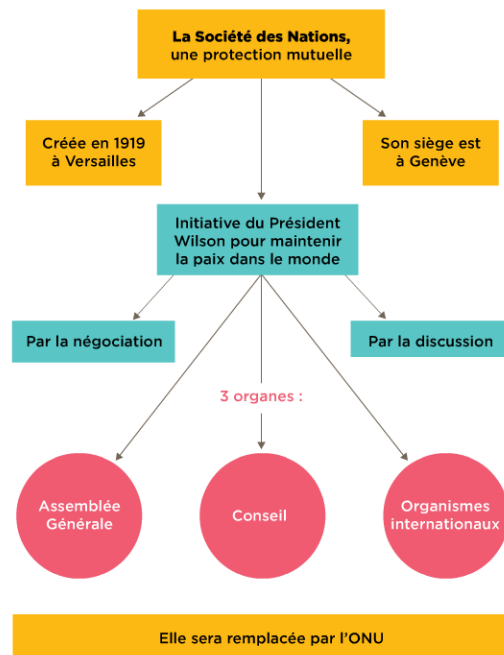 La Société des Nations,
une protection mutuelle
Créée en 1919
à Versailles
Son siège est
à Genève
Initiative du Président
Wilson pour maintenir
la paix dans le monde
Par la négociation
Par la discussion
3 organes :
Assemblée
Générale
Conseil
Organismes
internationaux
Elle sera remplacée par l'ONU